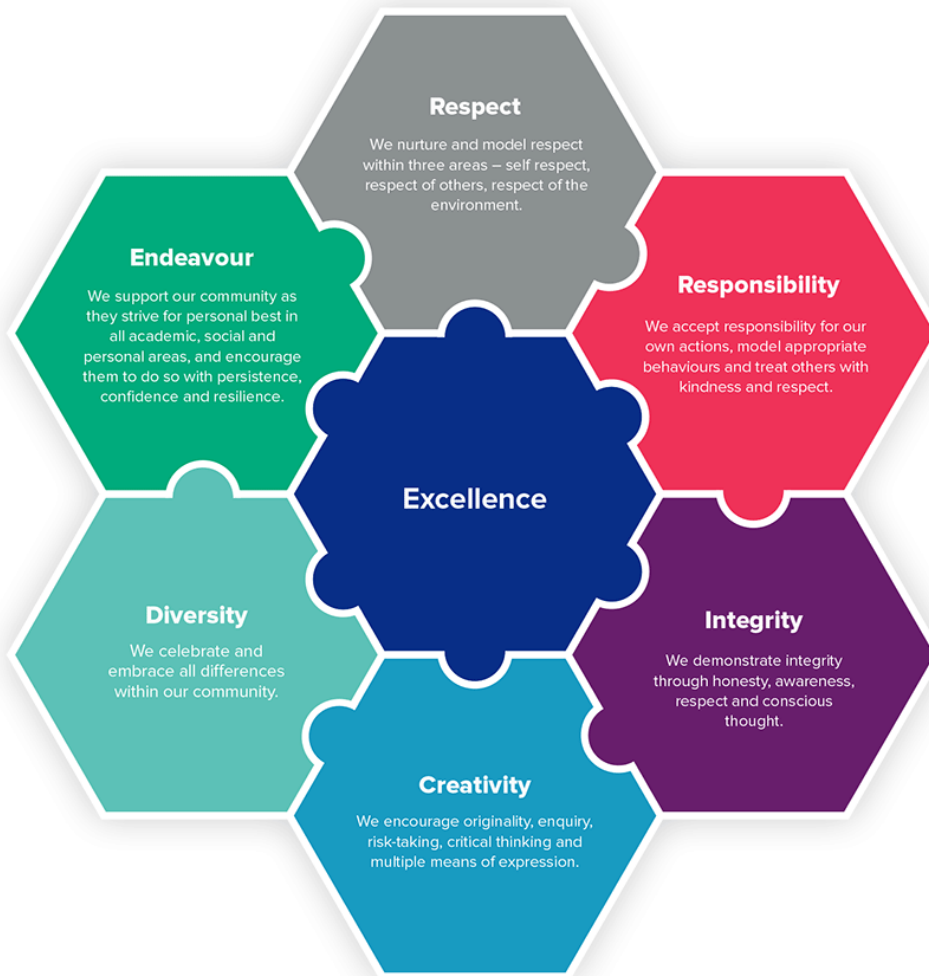 Respect
We nurture and model respect
within three areas – self respect,
respect of others, respect of the
environment.
Endeavour
We support our community as
they strive for personal best in
all academic, social and
personal areas, and encourage
them to do so with persistence,
confidence and resilience.
Responsibility
We accept responsibility for our
own actions, model appropriate
behaviours and treat others with
kindness and respect.
Excellence
Diversity
We celebrate and
embrace all differences
within our community.
Integrity
We demonstrate integrity
through honesty, awareness,
respect and conscious
thought.
Creativity
We encourage originality, enquiry,
risk-taking, critical thinking and
multiple means of expression.